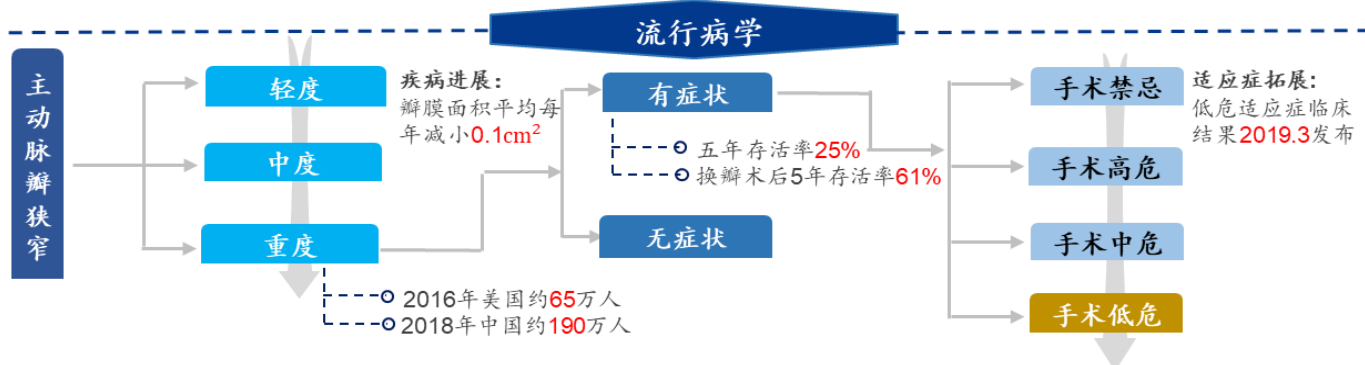 流行病学
主动脉瓣狭窄
轻度
中度
重度
疾病进展：
瓣膜面积平均每
年减小0.1cm²
2016年美国约65万人
2018年中国约190万人
有症状
五年存活率25%
换瓣术后5年存活率61%
无症状
手术禁忌
手术高危
手术中危
手术低危
适应症拓展:
低危适应症临床
结果2019.3发布